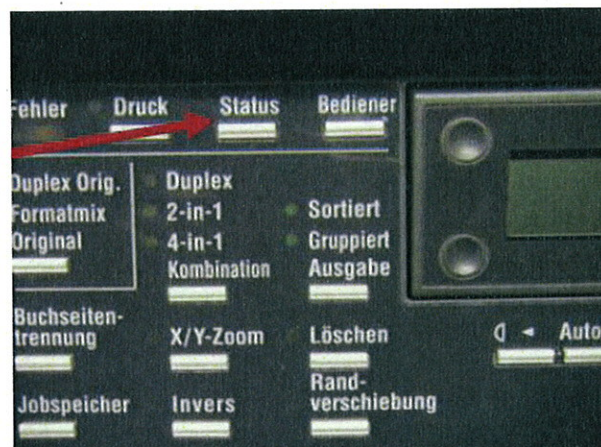 Fehler Druck Status Bediener
Duplex Orig. Duplex
Formatmix 2-in-1 Sortiert
Original 4-in-1 Gruppiert
Kombination Ausgabe
Buchseiten-
trennung X/Y-Zoom Löschen
Auto
Jobspeicher Invers Rand-
verschiebung